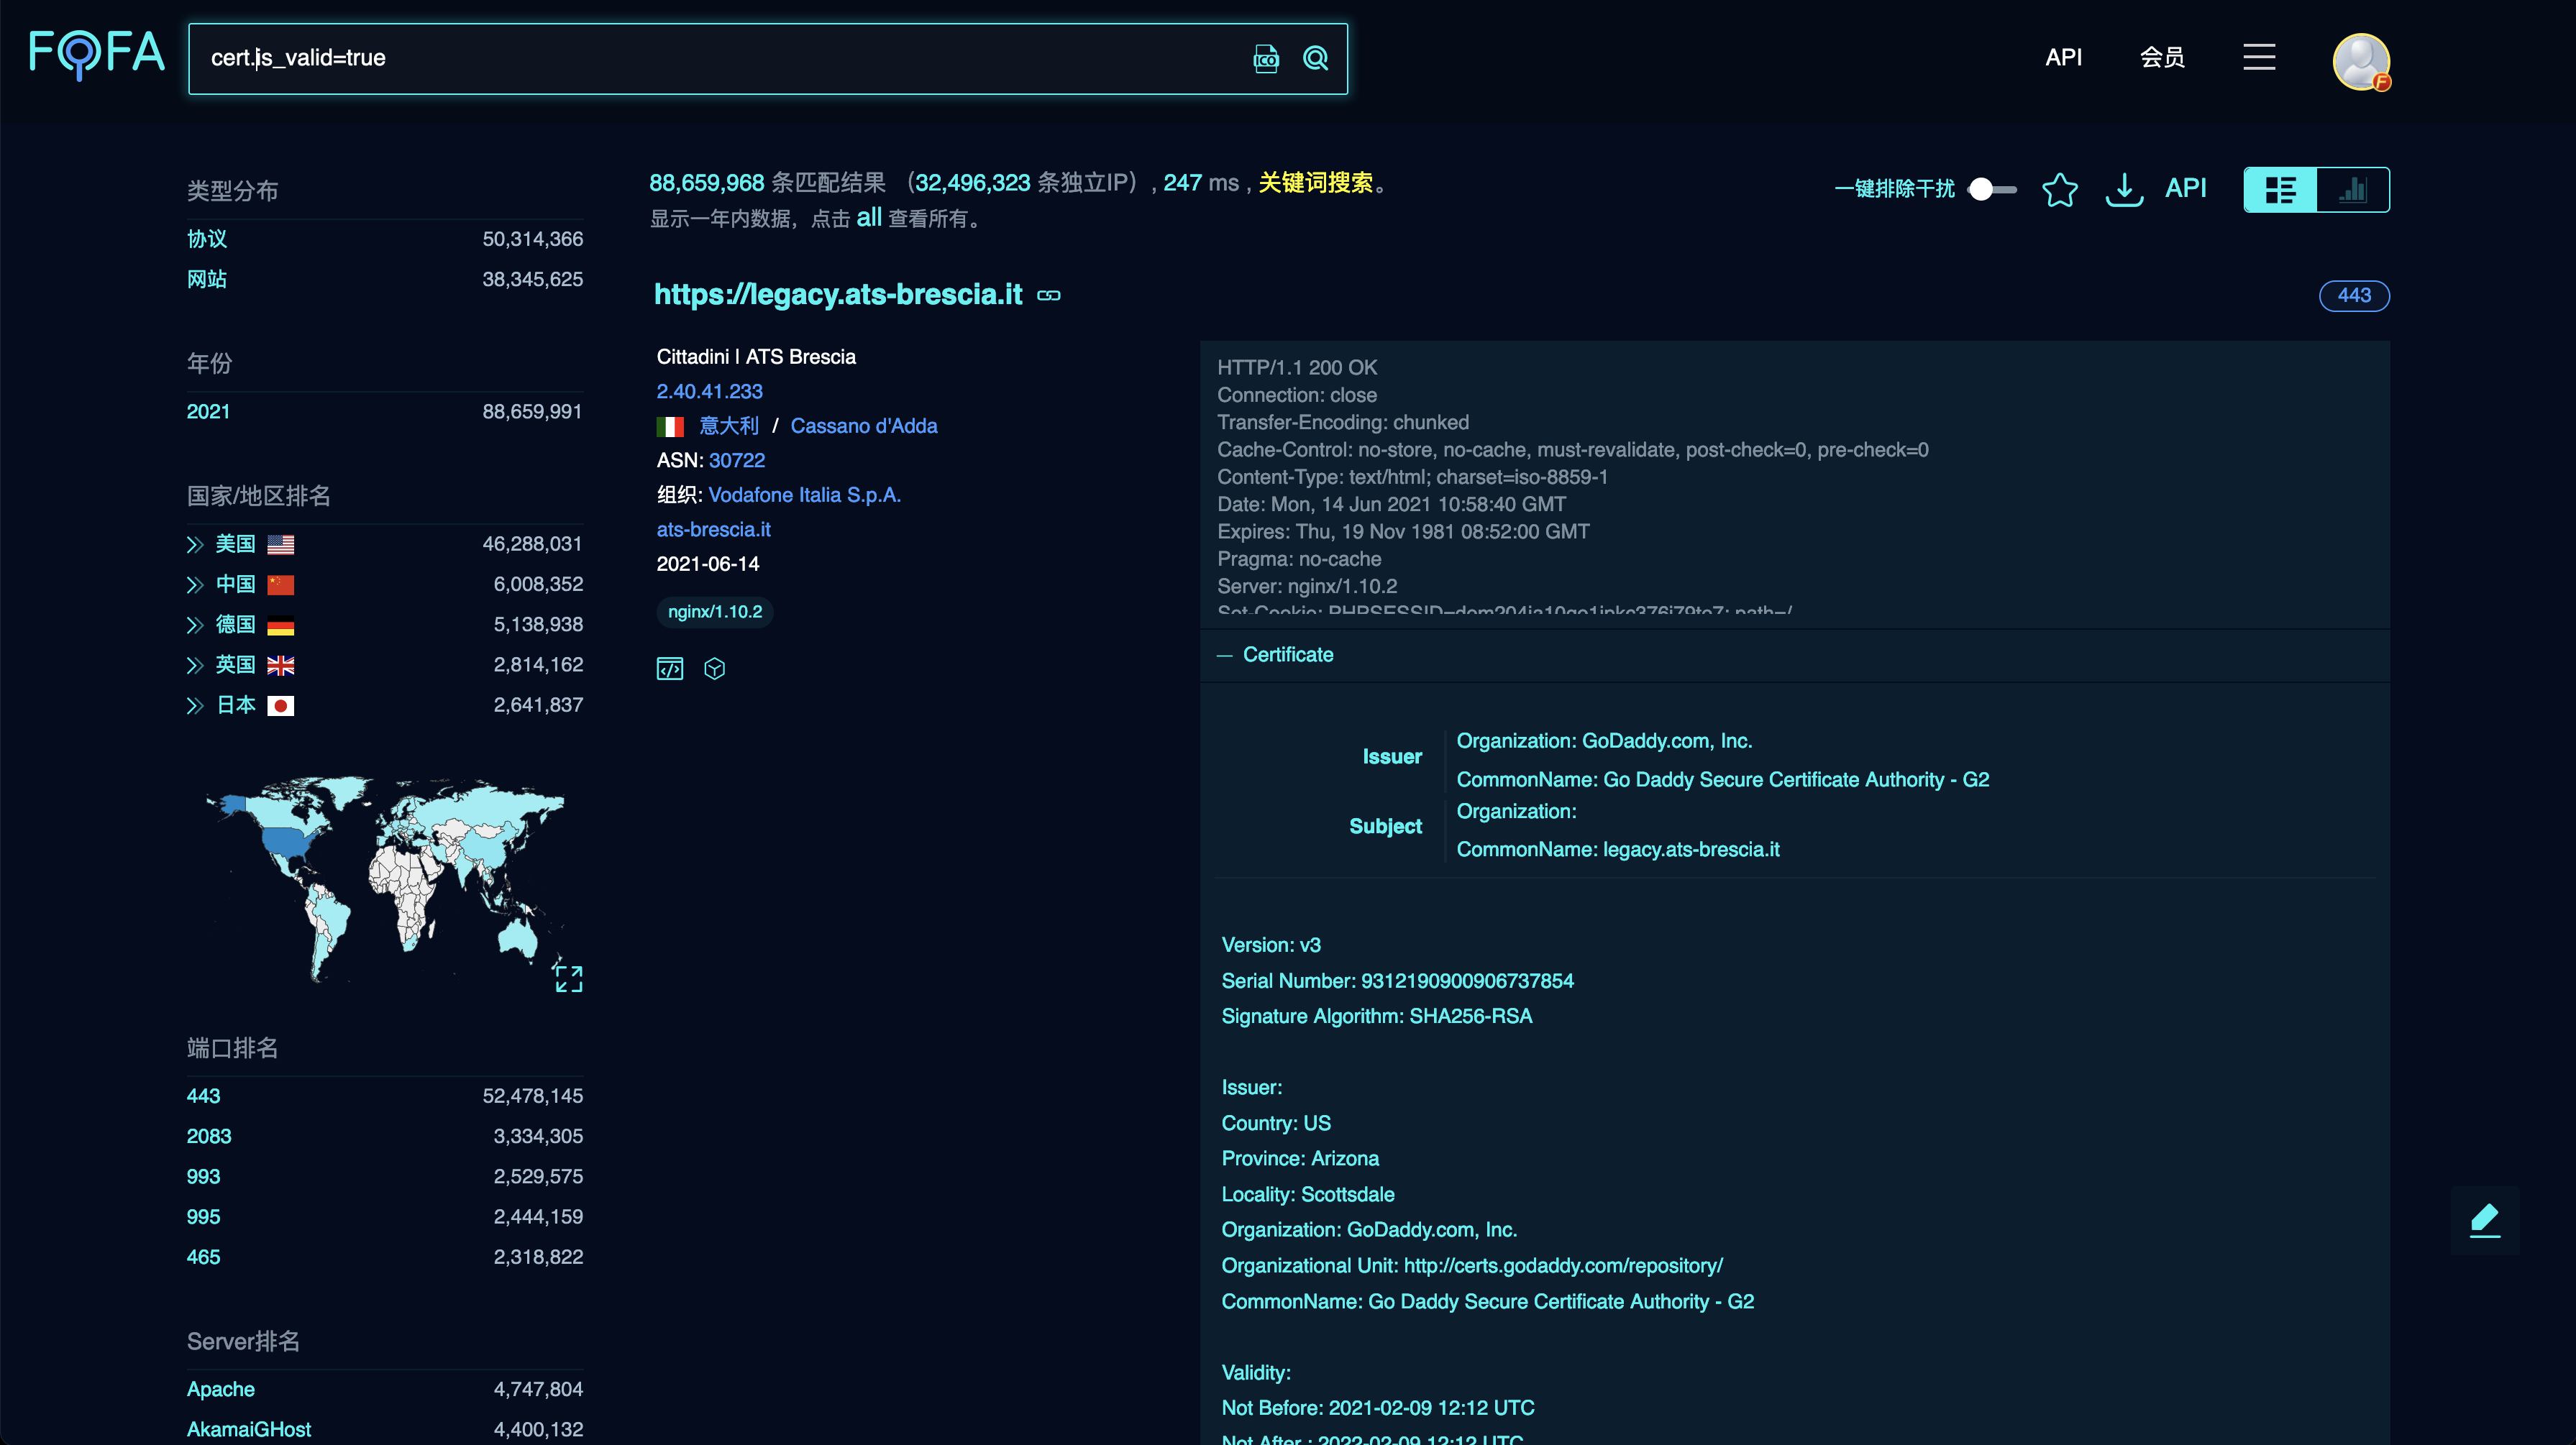 FOFA
cert.is_valid=true
ICO
API
会员
F
类型分布
协议 50,314,366
网站 38,345,625
年份
2021 88,659,991
国家/地区排名
美国 46,288,031
中国 6,008,352
德国 5,138,938
英国 2,814,162
日本 2,641,837
端口排名
443 52,478,145
2083 3,334,305
993 2,529,575
995 2,444,159
465 2,318,822
Server排名
Apache 4,747,804
AkamaiGHost 4,400,132
88,659,968 条匹配结果 （32,496,323 条独立IP）, 247 ms , 关键词搜索。
显示一年内数据，点击 all 查看所有。
一键排除干扰
API
https://legacy.ats-brescia.it
443
Cittadini | ATS Brescia
2.40.41.233
意大利 / Cassano d'Adda
ASN: 30722
组织: Vodafone Italia S.p.A.
ats-brescia.it
2021-06-14
nginx/1.10.2
HTTP/1.1 200 OK
Connection: close
Transfer-Encoding: chunked
Cache-Control: no-store, no-cache, must-revalidate, post-check=0, pre-check=0
Content-Type: text/html; charset=iso-8859-1
Date: Mon, 14 Jun 2021 10:58:40 GMT
Expires: Thu, 19 Nov 1981 08:52:00 GMT
Pragma: no-cache
Server: nginx/1.10.2
Set-Cookie: path=/
— Certificate
Issuer
Organization: GoDaddy.com, Inc.
CommonName: Go Daddy Secure Certificate Authority - G2
Subject
Organization:
CommonName: legacy.ats-brescia.it
Version: v3
Serial Number: 9312190900906737854
Signature Algorithm: SHA256-RSA
Issuer:
Country: US
Province: Arizona
Locality: Scottsdale
Organization: GoDaddy.com, Inc.
Organizational Unit: http://certs.godaddy.com/repository/
CommonName: Go Daddy Secure Certificate Authority - G2
Validity:
Not Before: 2021-02-09 12:12 UTC
Not After : 2022-02-09 12:12 UTC